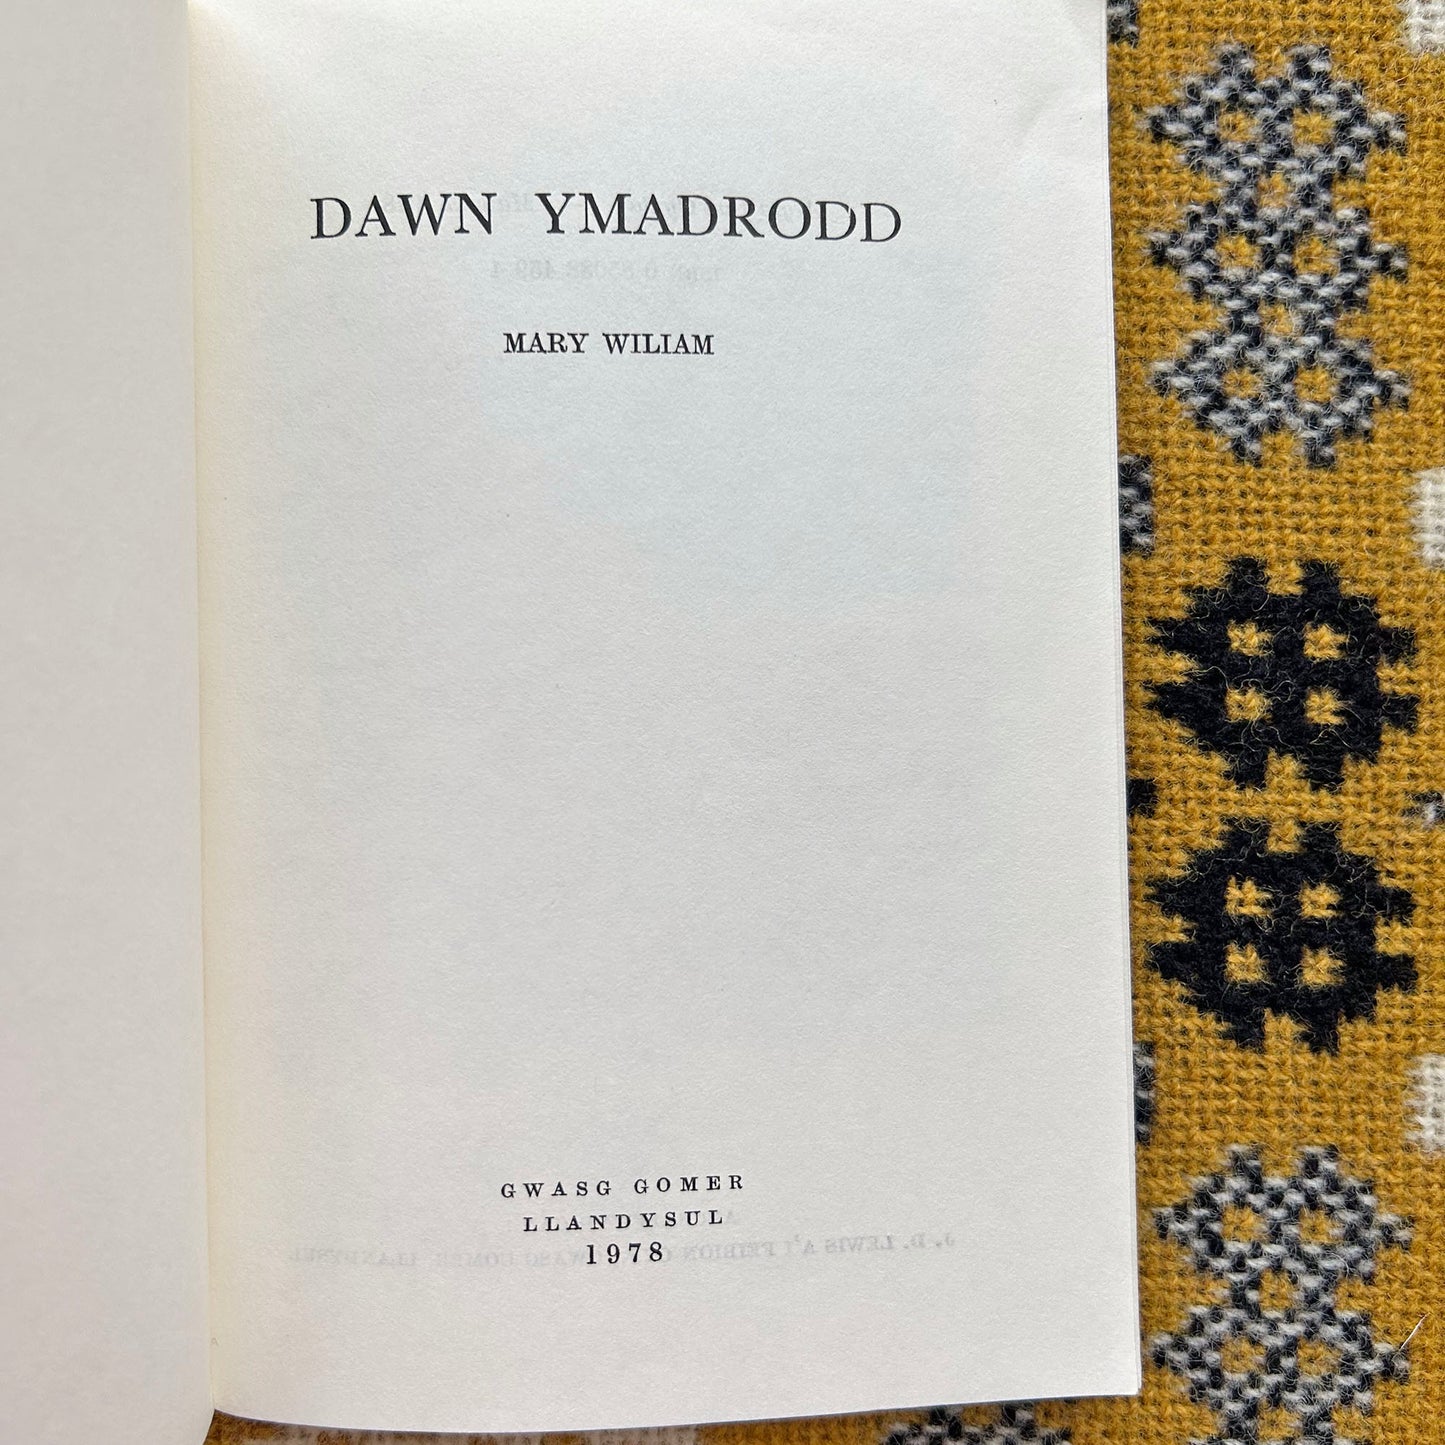 DAWN YMADRODD
MARY WILIAM
GWASG GOMER
LLANDYSUL
1978